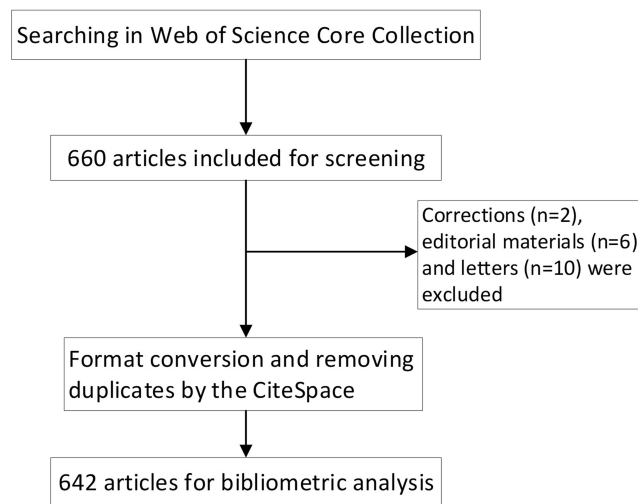 Searching in Web of Science Core Collection
660 articles included for screening
Corrections (n=2),
editorial materials (n=6)
and letters (n=10) were
excluded
Format conversion and removing
duplicates by the CiteSpace
642 articles for bibliometric analysis